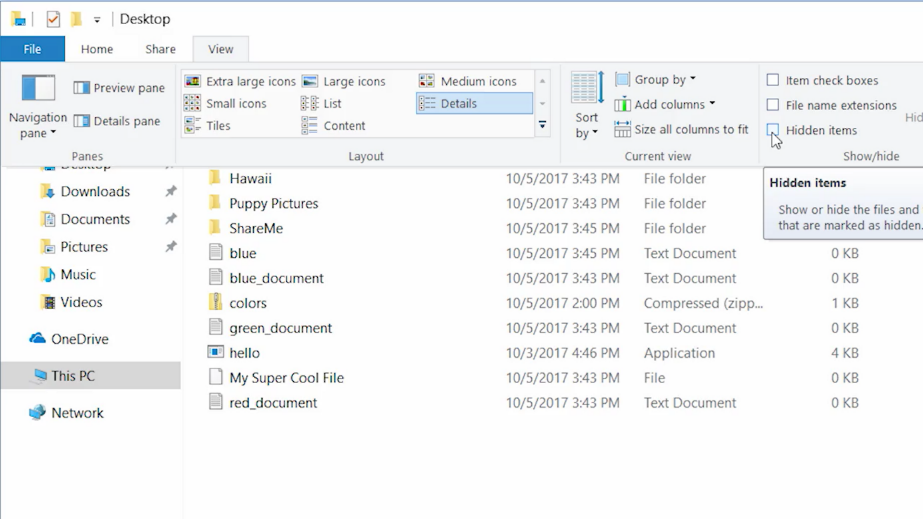 Desktop
File Home Share View
Navigation pane
Preview pane
Details pane
Panes
Extra large icons Large icons Medium icons
Small icons List Details
Tiles Content
Layout
Sort by
Group by
Add columns
Size all columns to fit
Current view
Item check boxes
File name extensions
Hidden items
Hid
Show/hide
Hidden items
Show or hide the files and
that are marked as hidden.
Desktop
Downloads
Documents
Pictures
Music
Videos
OneDrive
This PC
Network
Hawaii 10/5/2017 3:43 PM File folder
Puppy Pictures 10/5/2017 3:43 PM File folder
ShareMe 10/5/2017 3:45 PM File folder
blue 10/5/2017 3:45 PM Text Document 0 KB
blue_document 10/5/2017 3:43 PM Text Document 0 KB
colors 10/5/2017 2:00 PM Compressed (zipp... 1 KB
green_document 10/5/2017 3:43 PM Text Document 0 KB
hello 10/3/2017 4:46 PM Application 4 KB
My Super Cool File 10/5/2017 3:43 PM File 0 KB
red_document 10/5/2017 3:43 PM Text Document 0 KB